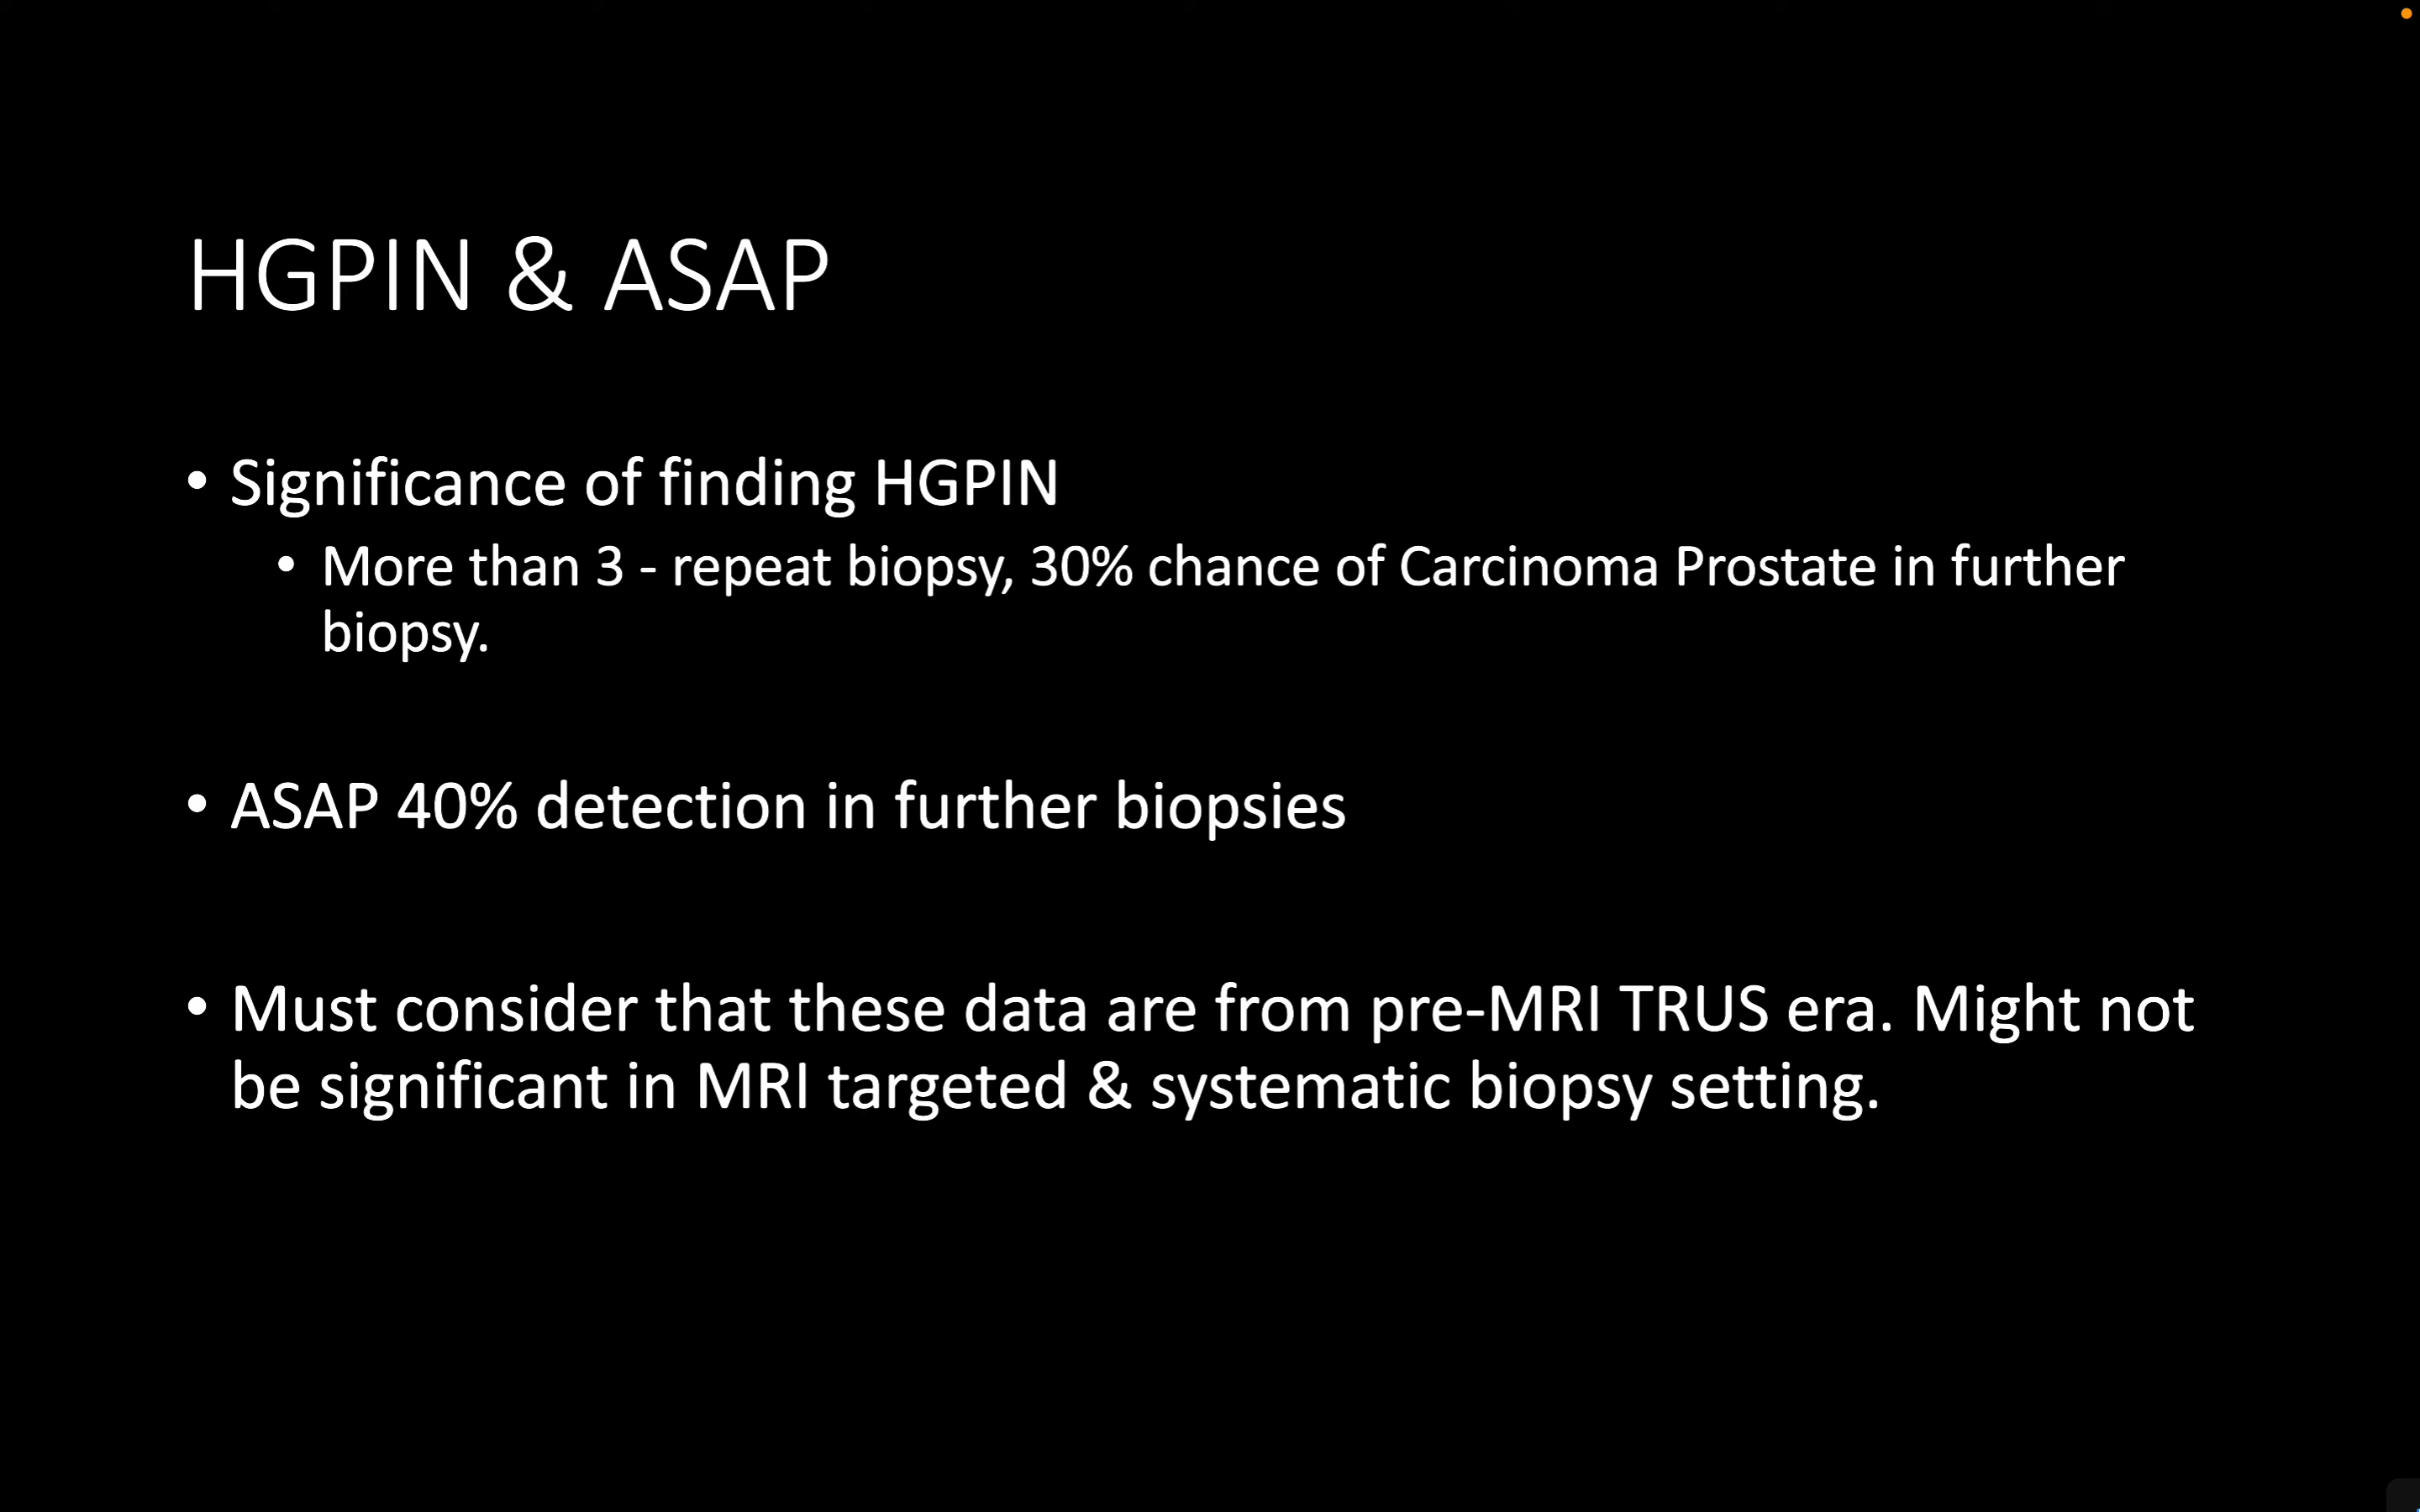 HGPIN & ASAP
• Significance of finding HGPIN
• More than 3 - repeat biopsy, 30% chance of Carcinoma Prostate in further
biopsy.
• ASAP 40% detection in further biopsies
• Must consider that these data are from pre-MRI TRUS era. Might not
be significant in MRI targeted & systematic biopsy setting.